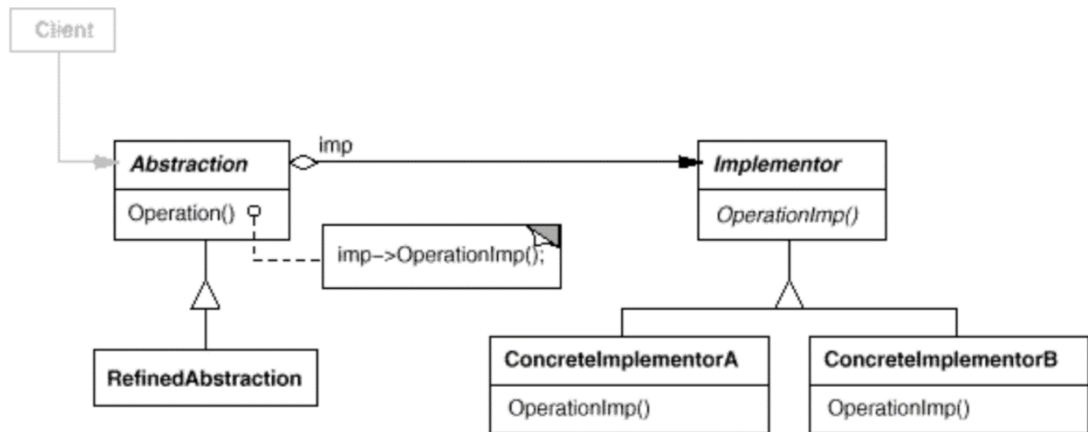 Client
imp
Abstraction
Implementor
Operation()
OperationImp()
imp->OperationImp();
ConcreteImplementorA
ConcreteImplementorB
RefinedAbstraction
OperationImp()
OperationImp()